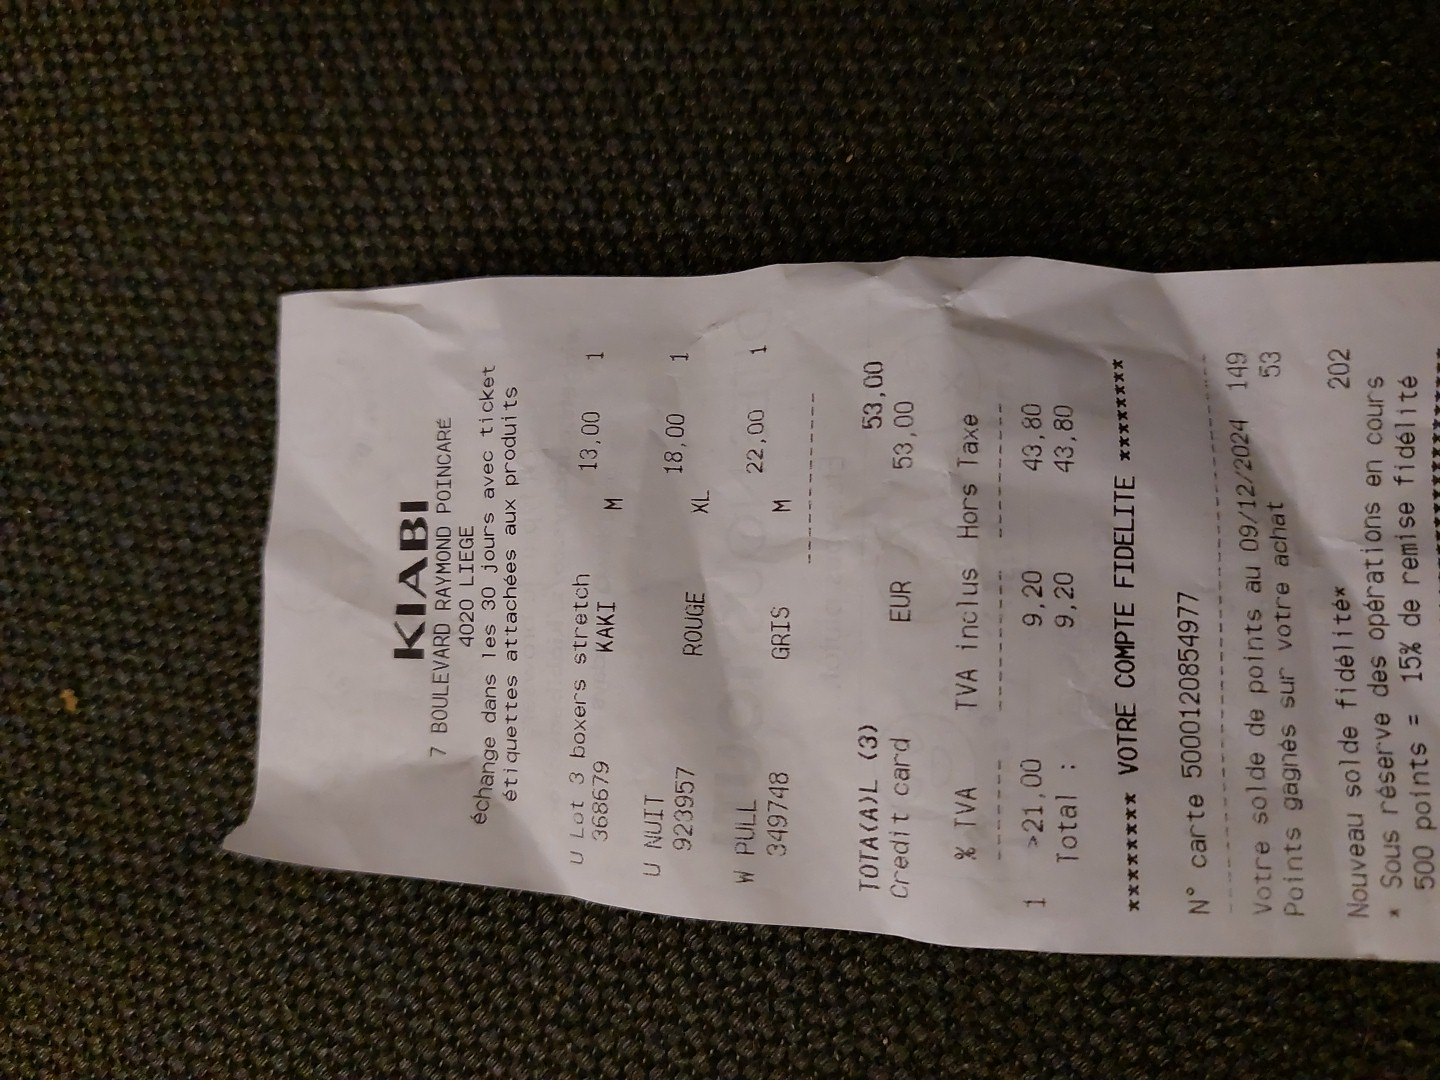 KIABI
7 BOULEVARD RAYMOND POINCARÉ
4020 LIEGE
échange dans les 30 jours avec ticket
étiquettes attachées aux produits
U Lot 3 boxers stretch 13,00 1
368679 KAKI M
U NUIT 18,00 1
923957 ROUGE XL
W PULL 22,00 1
349748 GRIS M
----------------
TOTA(A)L (3) 53,00
Credit card EUR 53,00
% TVA TVA inclus Hors Taxe
------- ------------ -----------
1 >21,00 9,20 43,80
Total : 9,20 43,80
******** VOTRE COMPTE FIDELITE ********
N° carte 5000120854977
----------------------------------------
Votre solde de points au 09/12/2024 149
Points gagnés sur votre achat 53
Nouveau solde fidélité* 202
* Sous réserve des opérations en cours
500 points = 15% de remise fidélité